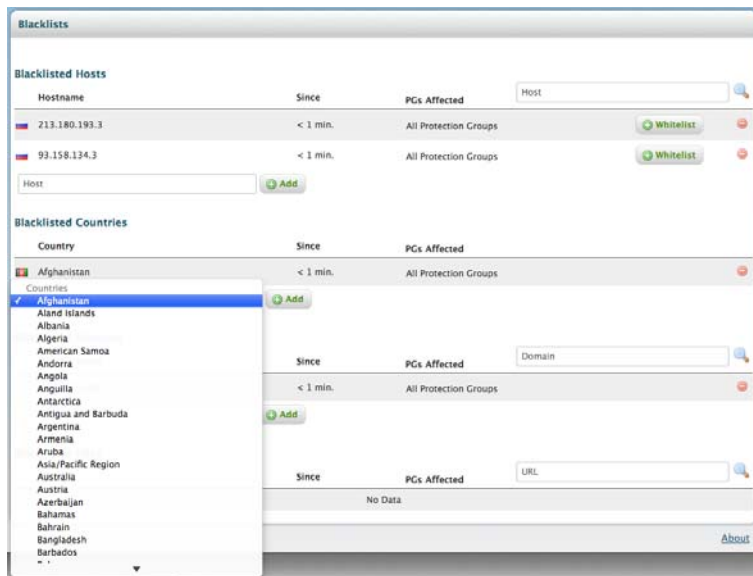 Blacklists
Blacklisted Hosts
Hostname Since PGs Affected Host
213.180.193.3 < 1 min. All Protection Groups Whitelist
93.158.134.3 < 1 min. All Protection Groups Whitelist
Host Add
Blacklisted Countries
Country Since PGs Affected
Afghanistan < 1 min. All Protection Groups
Countries
✓ Afghanistan Add
Aland Islands
Albania
Algeria
American Samoa
Andorra Since PGs Affected Domain
Angola
Anguilla < 1 min. All Protection Groups
Antarctica
Antigua and Barbuda Add
Argentina
Armenia
Aruba
Asia/Pacific Region
Australia Since PGs Affected URL
Austria
Azerbaijan No Data
Bahamas
Bahrain
Bangladesh About
Barbados